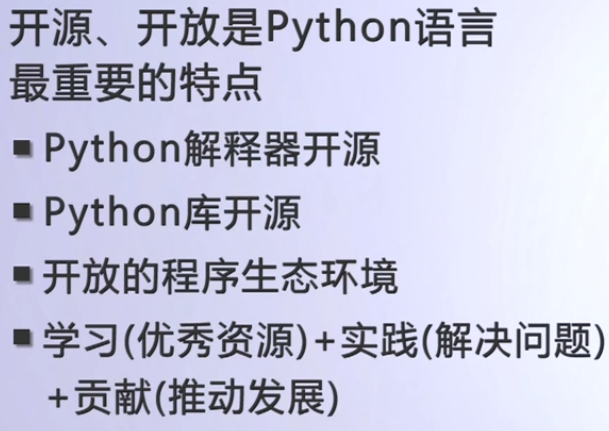 开源、开放是Python语言
最重要的特点
■ Python解释器开源
■ Python库开源
■ 开放的程序生态环境
■ 学习(优秀资源)+实践(解决问题)
+贡献(推动发展)